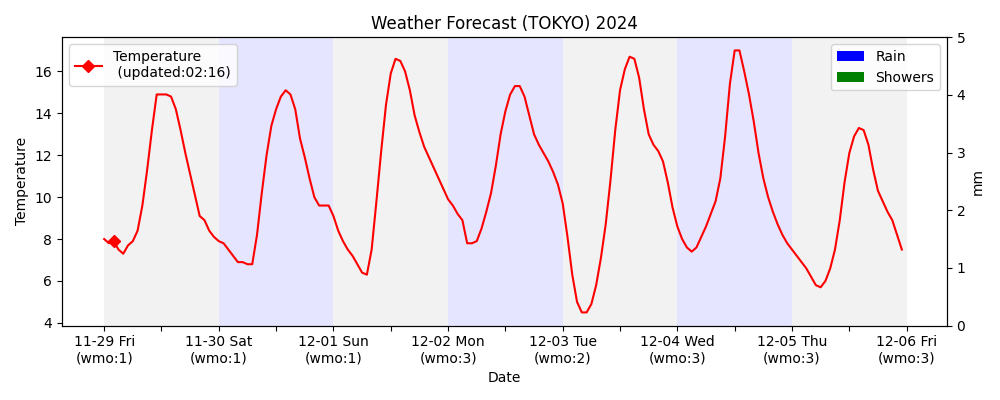 Weather Forecast (TOKYO) 2024
Temperature
(updated:02:16)
Rain
Showers
Temperature
16
14
12
10
8
6
4
5
4
3
2
1
0
mm
11-29 Fri
(wmo:1)
11-30 Sat
(wmo:1)
12-01 Sun
(wmo:1)
12-02 Mon
(wmo:3)
12-03 Tue
(wmo:2)
12-04 Wed
(wmo:3)
12-05 Thu
(wmo:3)
12-06 Fri
(wmo:3)
Date